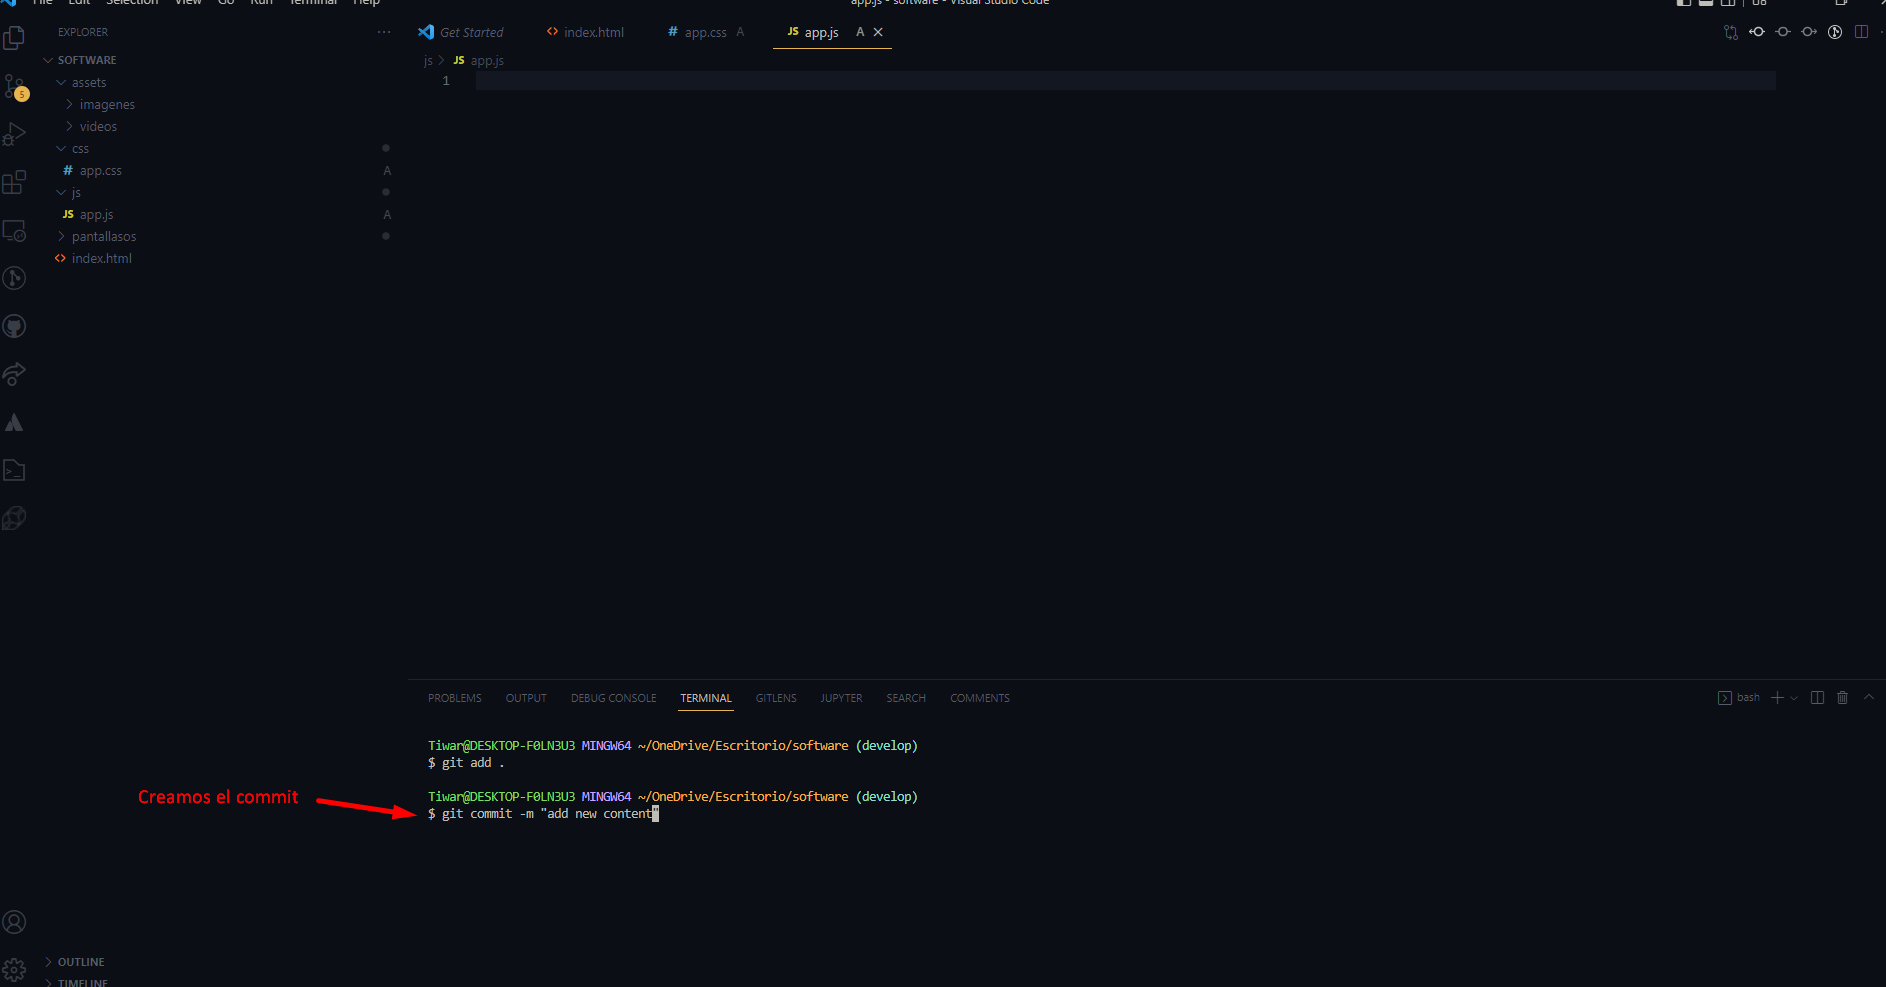 File Edit Selection View Go Run Terminal Help
app.js - software - Visual Studio Code
EXPLORER
SOFTWARE
assets
imagenes
videos
css
# app.css A
js
JS app.js A
pantallasos
<> index.html
5
Get Started
<> index.html
# app.css A
JS app.js A
js > JS app.js
1
PROBLEMS OUTPUT DEBUG CONSOLE TERMINAL GITLENS JUPYTER SEARCH COMMENTS
bash
Tiwar@DESKTOP-F0LN3U3 MINGW64 ~/OneDrive/Escritorio/software (develop)
$ git add .
Tiwar@DESKTOP-F0LN3U3 MINGW64 ~/OneDrive/Escritorio/software (develop)
$ git commit -m "add new content"
Creamos el commit
OUTLINE
TIMELINE